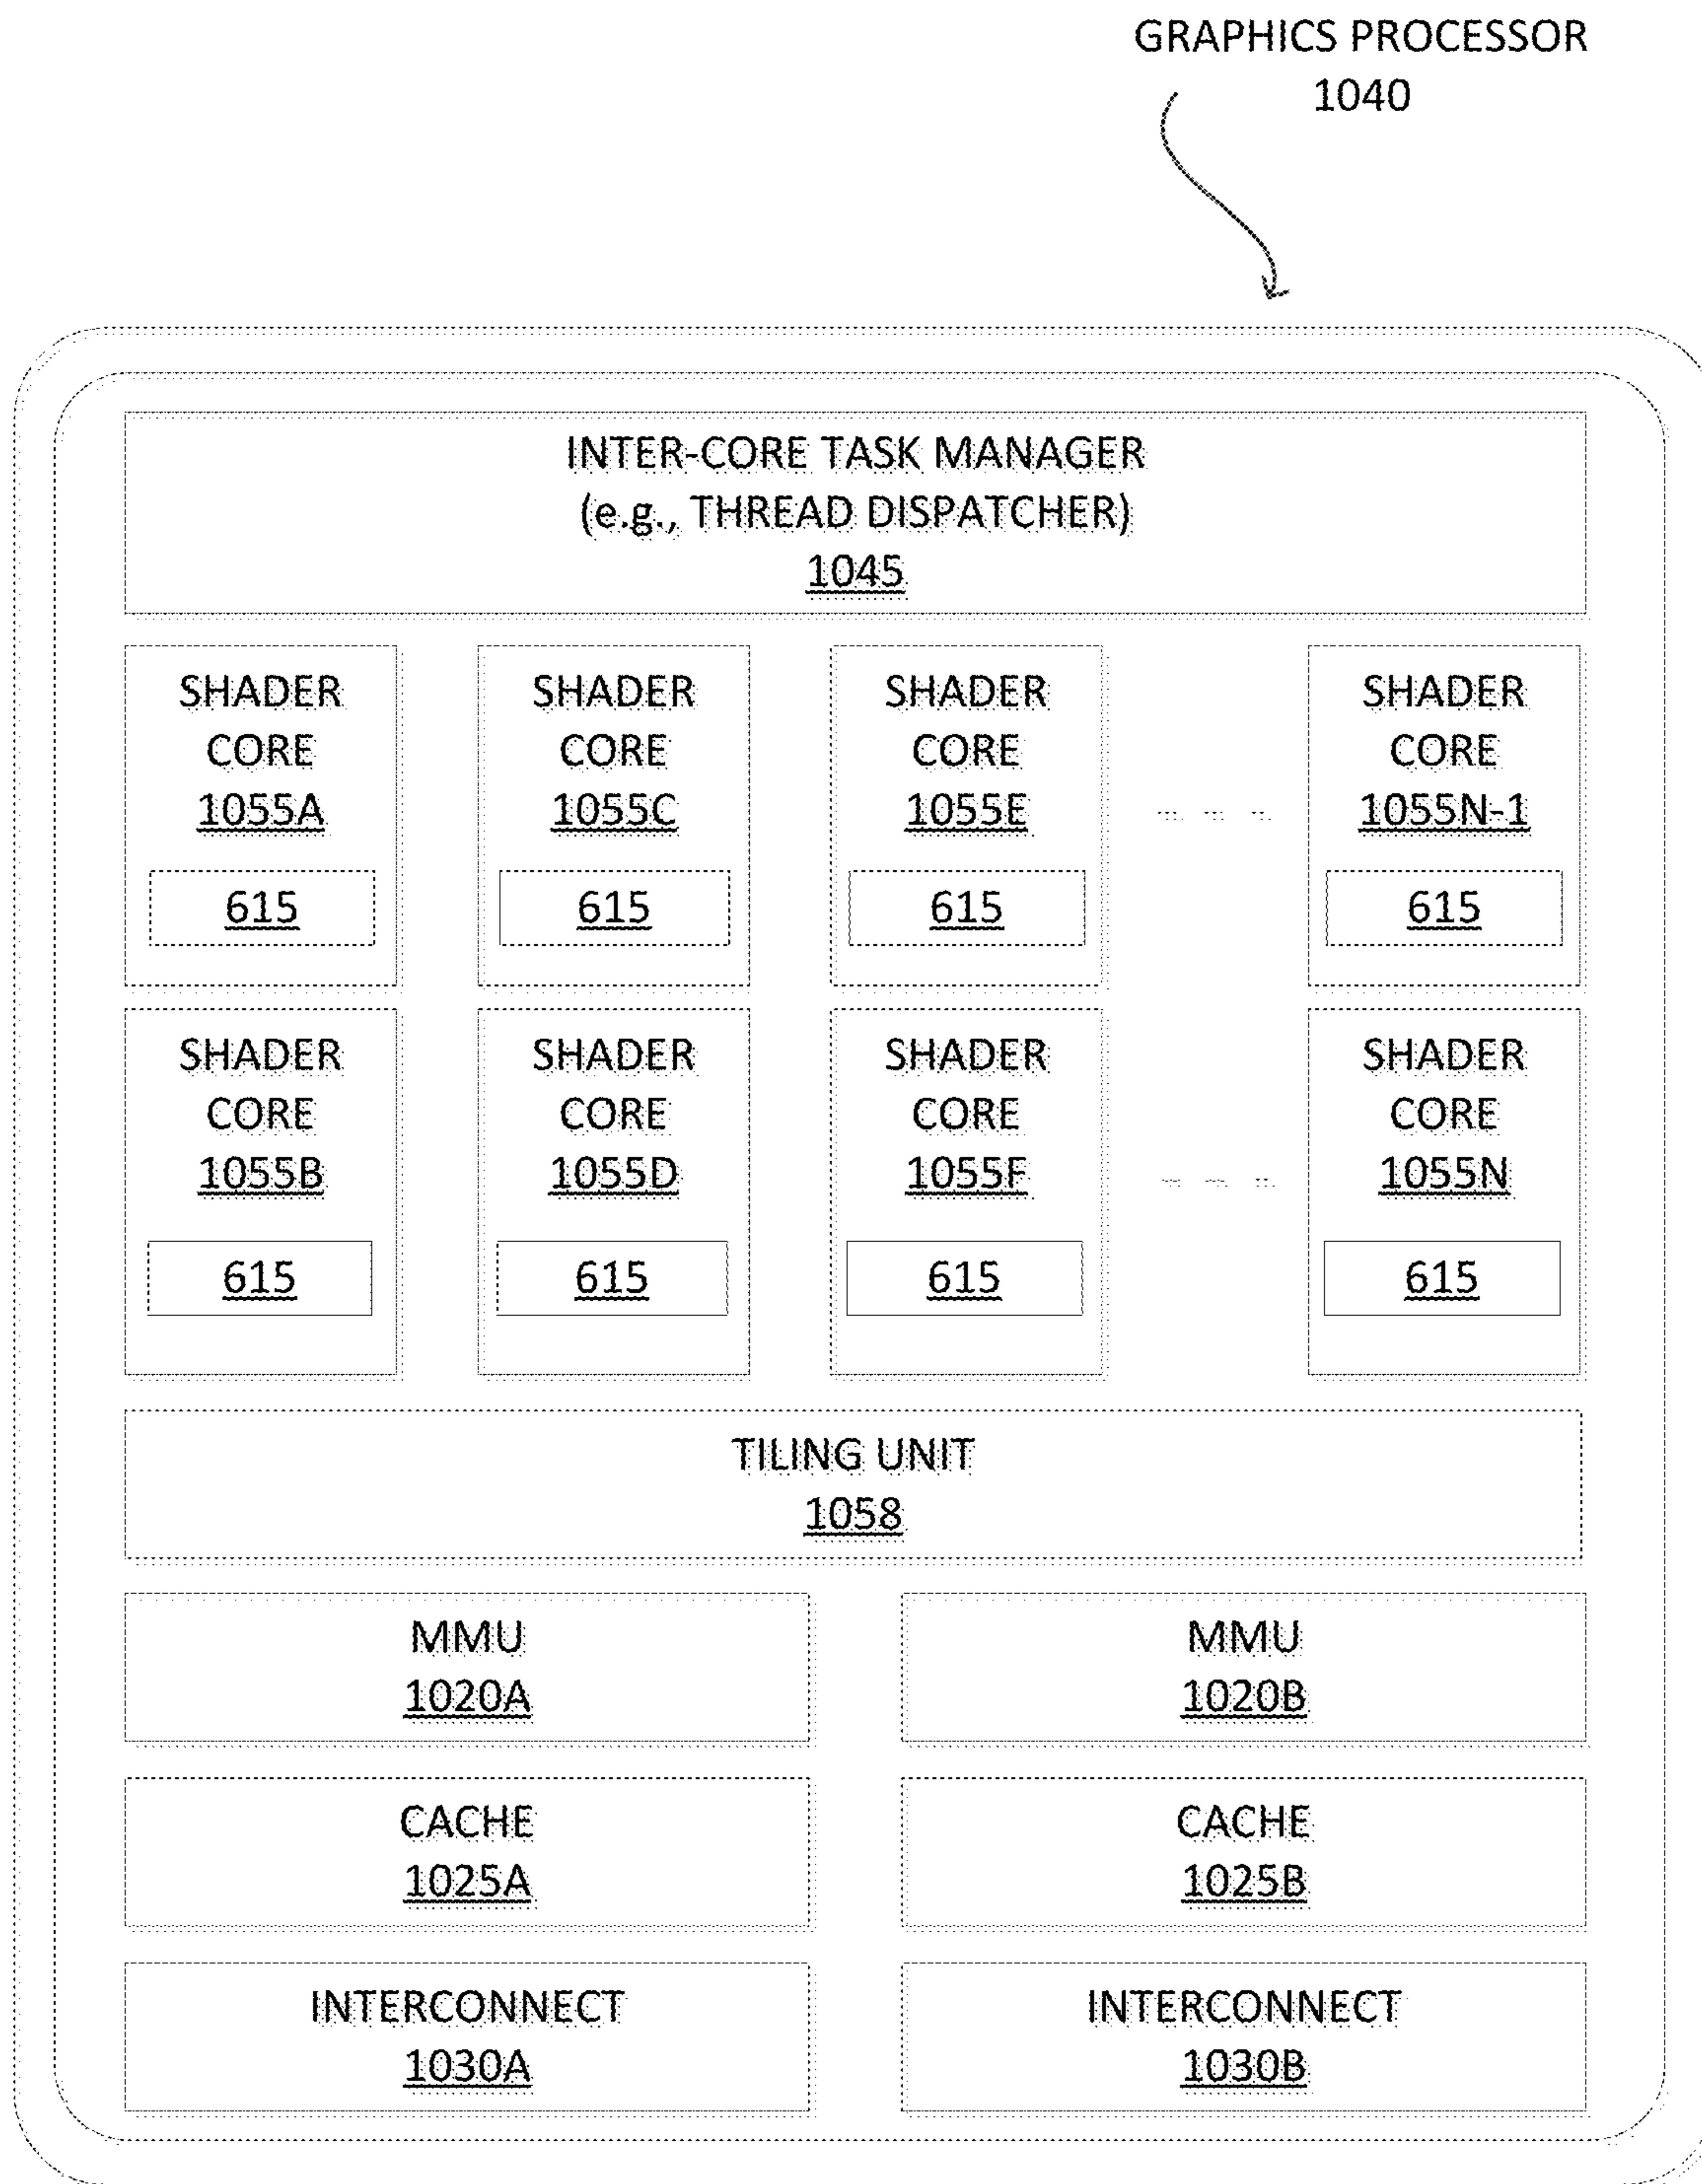 GRAPHICS PROCESSOR
1040
INTER-CORE TASK MANAGER
(e.g., THREAD DISPATCHER)
1045
SHADER CORE 1055A
615
SHADER CORE 1055C
615
SHADER CORE 1055E
615
SHADER CORE 1055N-1
615
SHADER CORE 1055B
615
SHADER CORE 1055D
615
SHADER CORE 1055F
615
SHADER CORE 1055N
615
TILING UNIT
1058
MMU
1020A
MMU
1020B
CACHE
1025A
CACHE
1025B
INTERCONNECT
1030A
INTERCONNECT
1030B